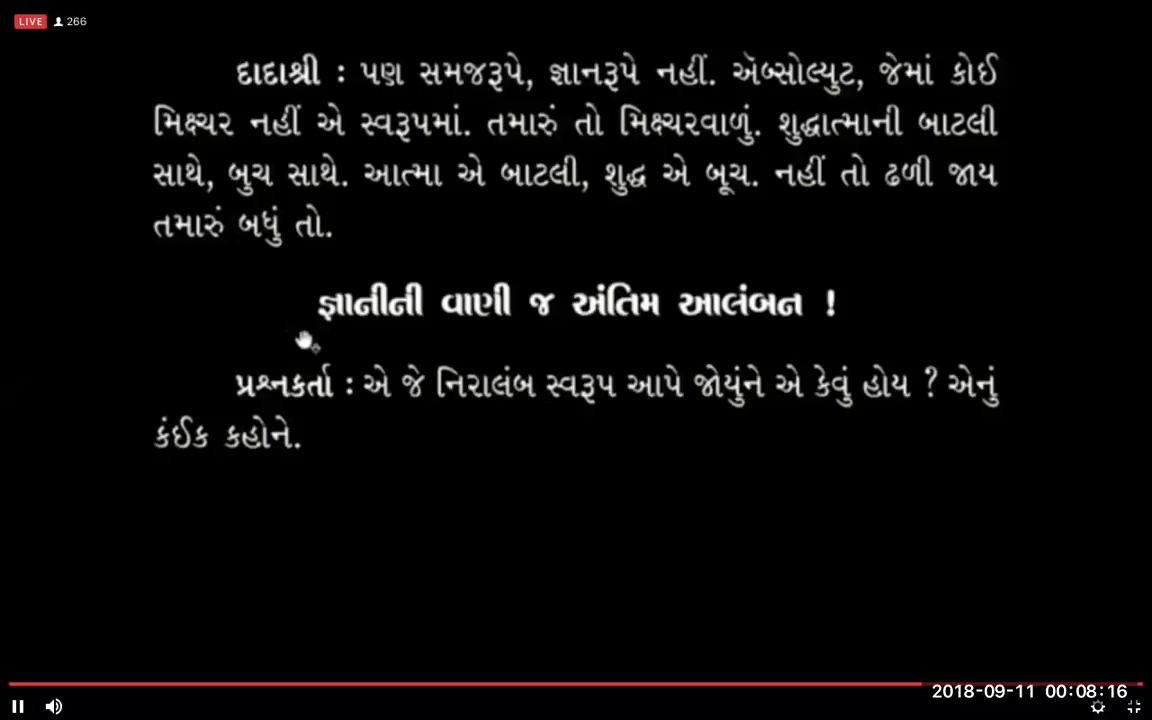 LIVE 266
દાદાશ્રી : પણ સમજરૂપે, જ્ઞાનરૂપે નહીં. ઍબ્સોલ્યુટ, જેમાં કોઈ
મિક્ષ્ચર નહીં એ સ્વરૂપમાં. તમારું તો મિક્ષ્ચરવાળું. શુદ્ધાત્માની બાટલી
સાથે, બુચ સાથે. આત્મા એ બાટલી, શુદ્ધ એ બૂચ. નહીં તો ઢળી જાય
તમારું બધું તો.
જ્ઞાનીની વાણી જ અંતિમ આલંબન !
પ્રશ્નકર્તા : એ જે નિરાલંબ સ્વરૂપ આપે જોયુંને એ કેવું હોય ? એનું
કંઈક કહોને.
2018-09-11 00:08:16